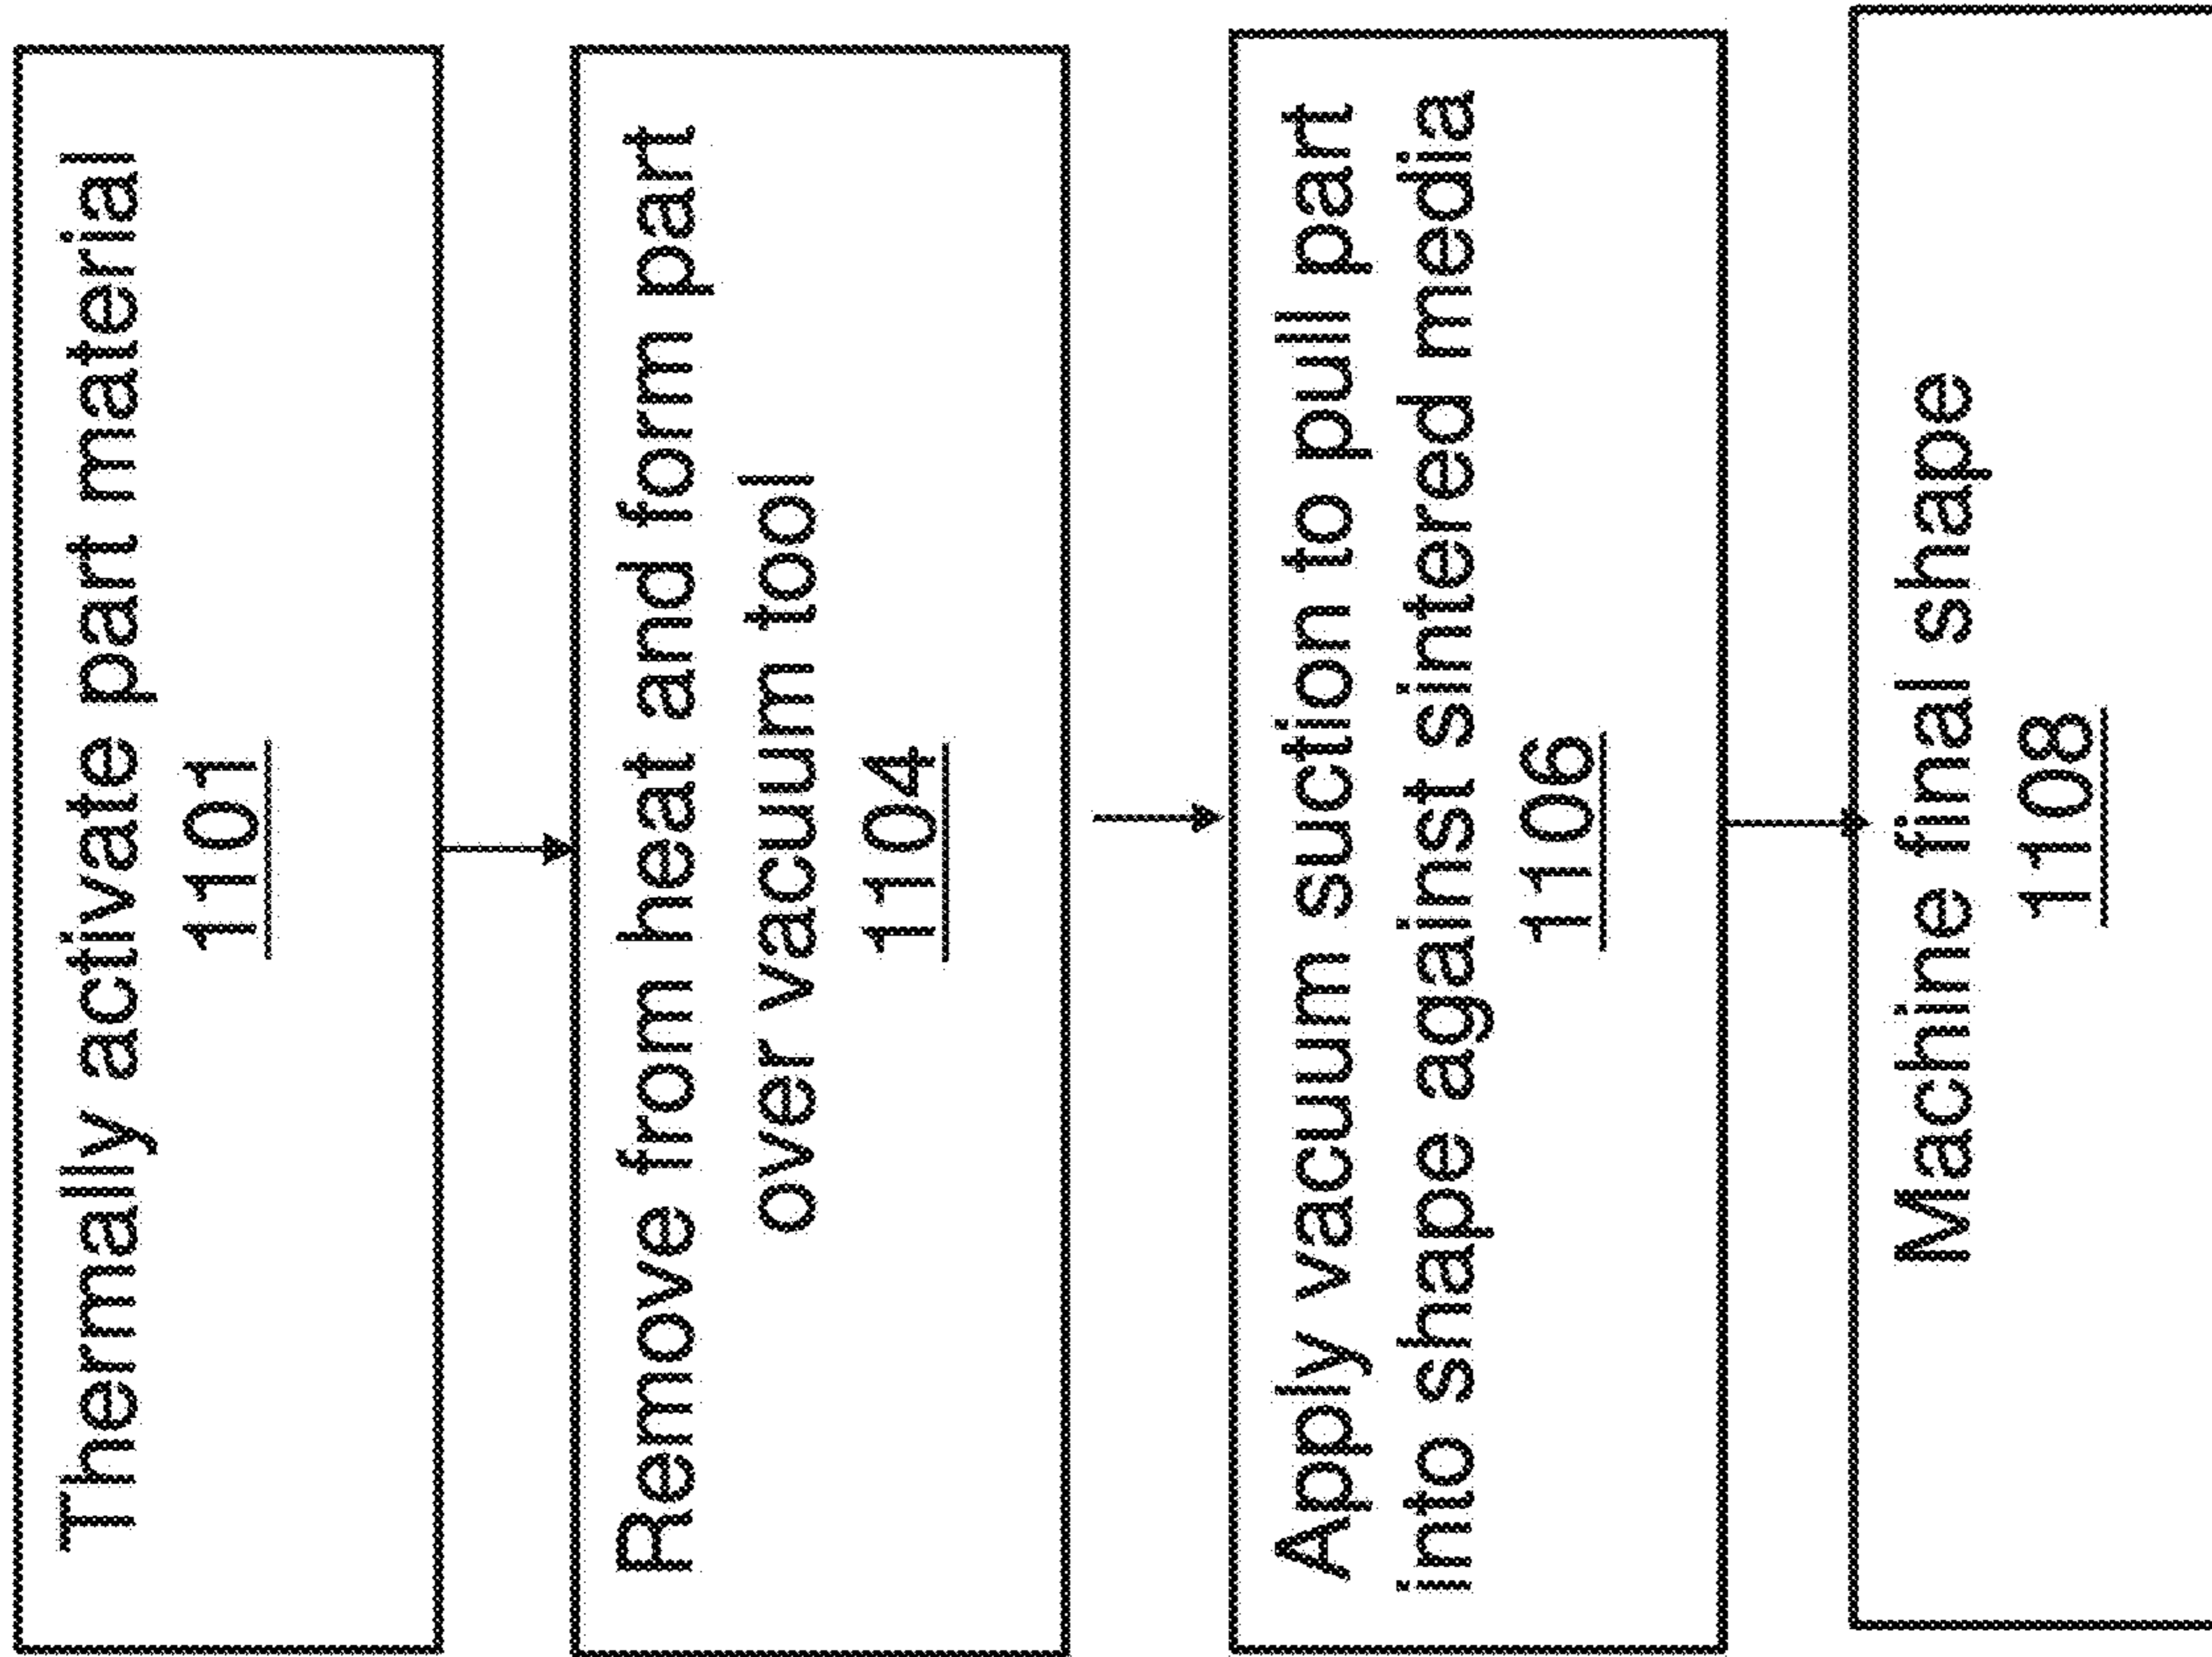 Thermally activate part material
1101
Remove from heat and form part
over vacuum tool
1104
Apply vacuum suction to pull part
into shape against sintered media
1106
Machine final shape
1108